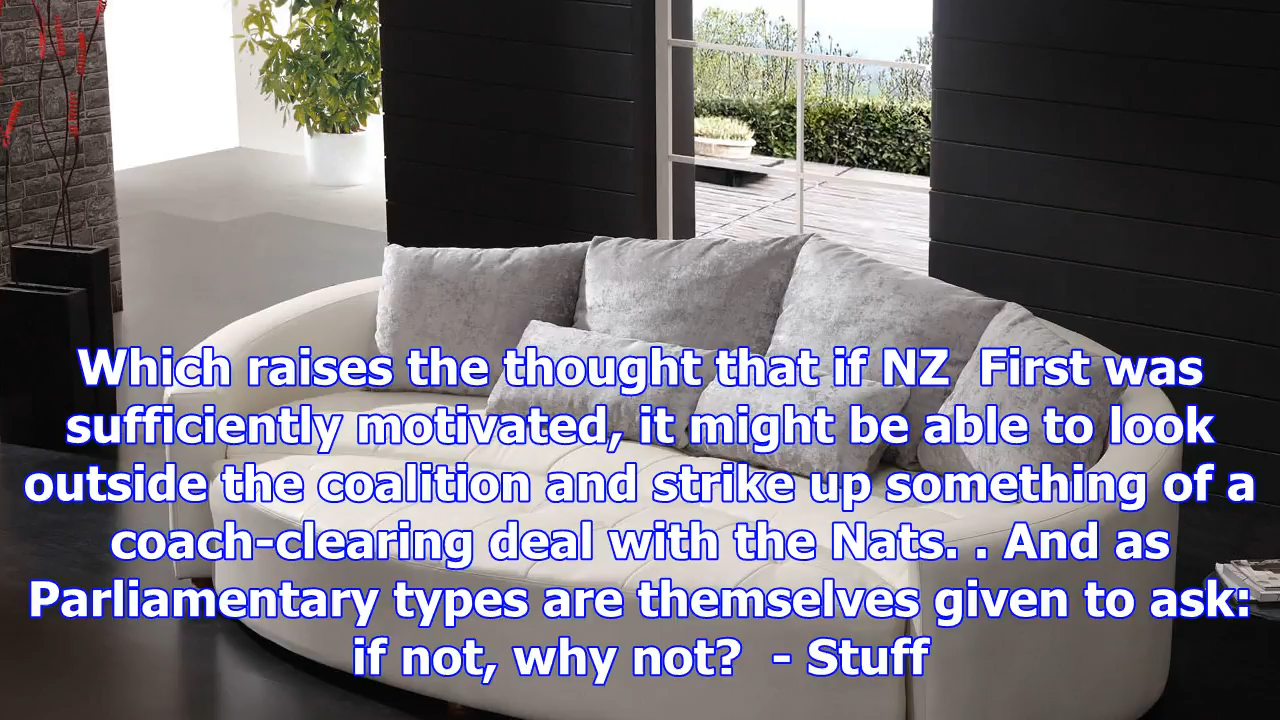 Which raises the thought that if NZ  First was
sufficiently motivated, it might be able to look
outside the coalition and strike up something of a
coach-clearing deal with the Nats. . And as
Parliamentary types are themselves given to ask:
if not, why not?  - Stuff